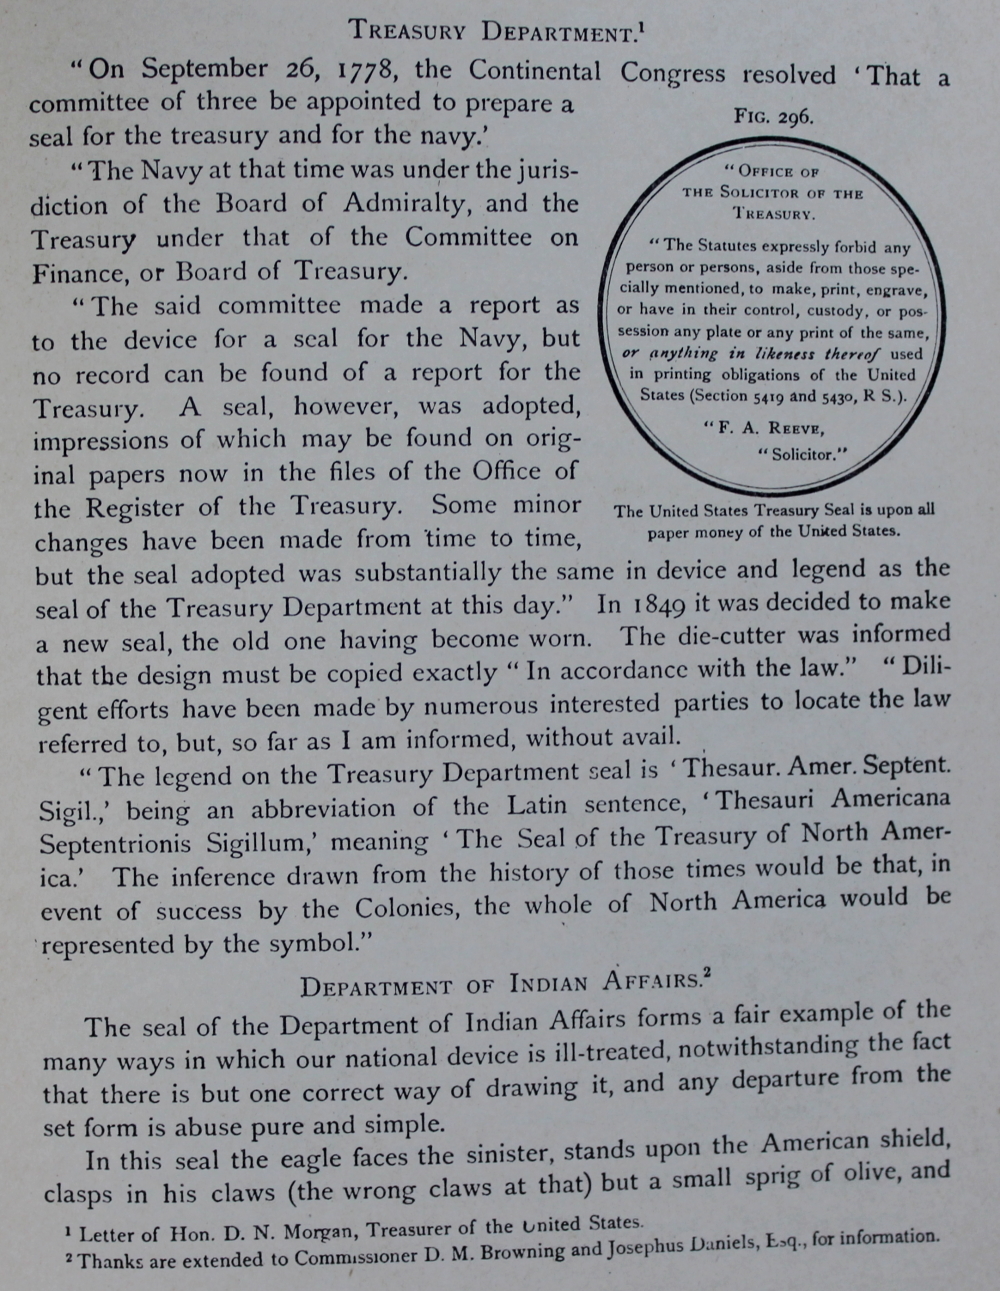 TREASURY DEPARTMENT.¹
“On September 26, 1778, the Continental Congress resolved ‘That a
committee of three be appointed to prepare a
seal for the treasury and for the navy.’
“The Navy at that time was under the juris-
diction of the Board of Admiralty, and the
Treasury under that of the Committee on
Finance, or Board of Treasury.
“The said committee made a report as
to the device for a seal for the Navy, but
no record can be found of a report for the
Treasury. A seal, however, was adopted,
impressions of which may be found on orig-
inal papers now in the files of the Office of
the Register of the Treasury. Some minor
changes have been made from time to time,
FIG. 296.
“OFFICE OF
THE SOLICITOR OF THE
TREASURY.
“The Statutes expressly forbid any
person or persons, aside from those spe-
cially mentioned, to make, print, engrave,
or have in their control, custody, or pos-
session any plate or any print of the same,
or anything in likeness thereof used
in printing obligations of the United
States (Section 5419 and 5430, R S.).
“F. A. REEVE,
“Solicitor.”
The United States Treasury Seal is upon all
paper money of the United States.
but the seal adopted was substantially the same in device and legend as the
seal of the Treasury Department at this day.” In 1849 it was decided to make
a new seal, the old one having become worn. The die-cutter was informed
that the design must be copied exactly “In accordance with the law.” “Dili-
gent efforts have been made by numerous interested parties to locate the law
referred to, but, so far as I am informed, without avail.
“The legend on the Treasury Department seal is ‘Thesaur. Amer. Septent.
Sigil.,’ being an abbreviation of the Latin sentence, ‘Thesauri Americana
Septentrionis Sigillum,’ meaning ‘The Seal of the Treasury of North Amer-
ica.’ The inference drawn from the history of those times would be that, in
event of success by the Colonies, the whole of North America would be
represented by the symbol.”
DEPARTMENT OF INDIAN AFFAIRS.²
The seal of the Department of Indian Affairs forms a fair example of the
many ways in which our national device is ill-treated, notwithstanding the fact
that there is but one correct way of drawing it, and any departure from the
set form is abuse pure and simple.
In this seal the eagle faces the sinister, stands upon the American shield,
clasps in his claws (the wrong claws at that) but a small sprig of olive, and
¹ Letter of Hon. D. N. Morgan, Treasurer of the United States.
² Thanks are extended to Commissioner D. M. Browning and Josephus Daniels, Esq., for information.